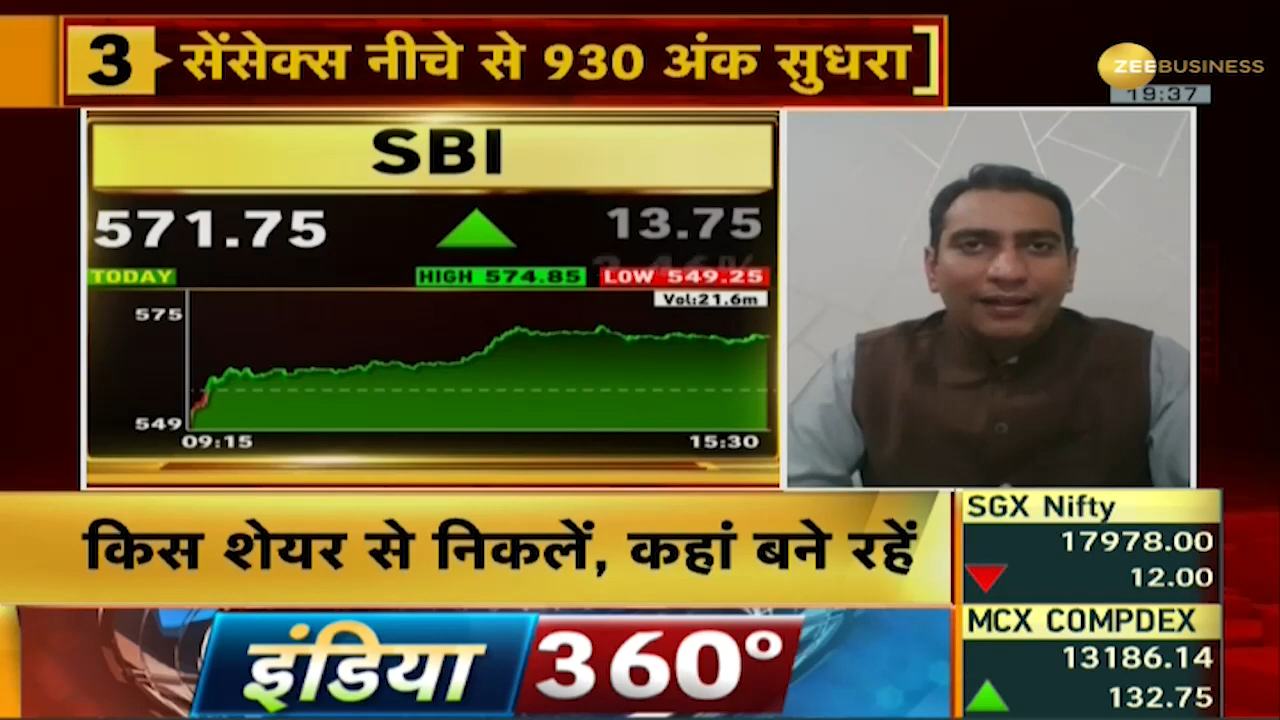 3 सेंसेक्स नीचे से 930 अंक सुधरा
ZEEBUSINESS
19:37
SBI
571.75 13.75
TODAY HIGH 574.85 LOW 549.25
Vol:21.6m
575
549
09:15 15:30
किस शेयर से निकलें, कहां बने रहें
SGX Nifty
17978.00
12.00
MCX COMPDEX
13186.14
132.75
इंडिया 360°